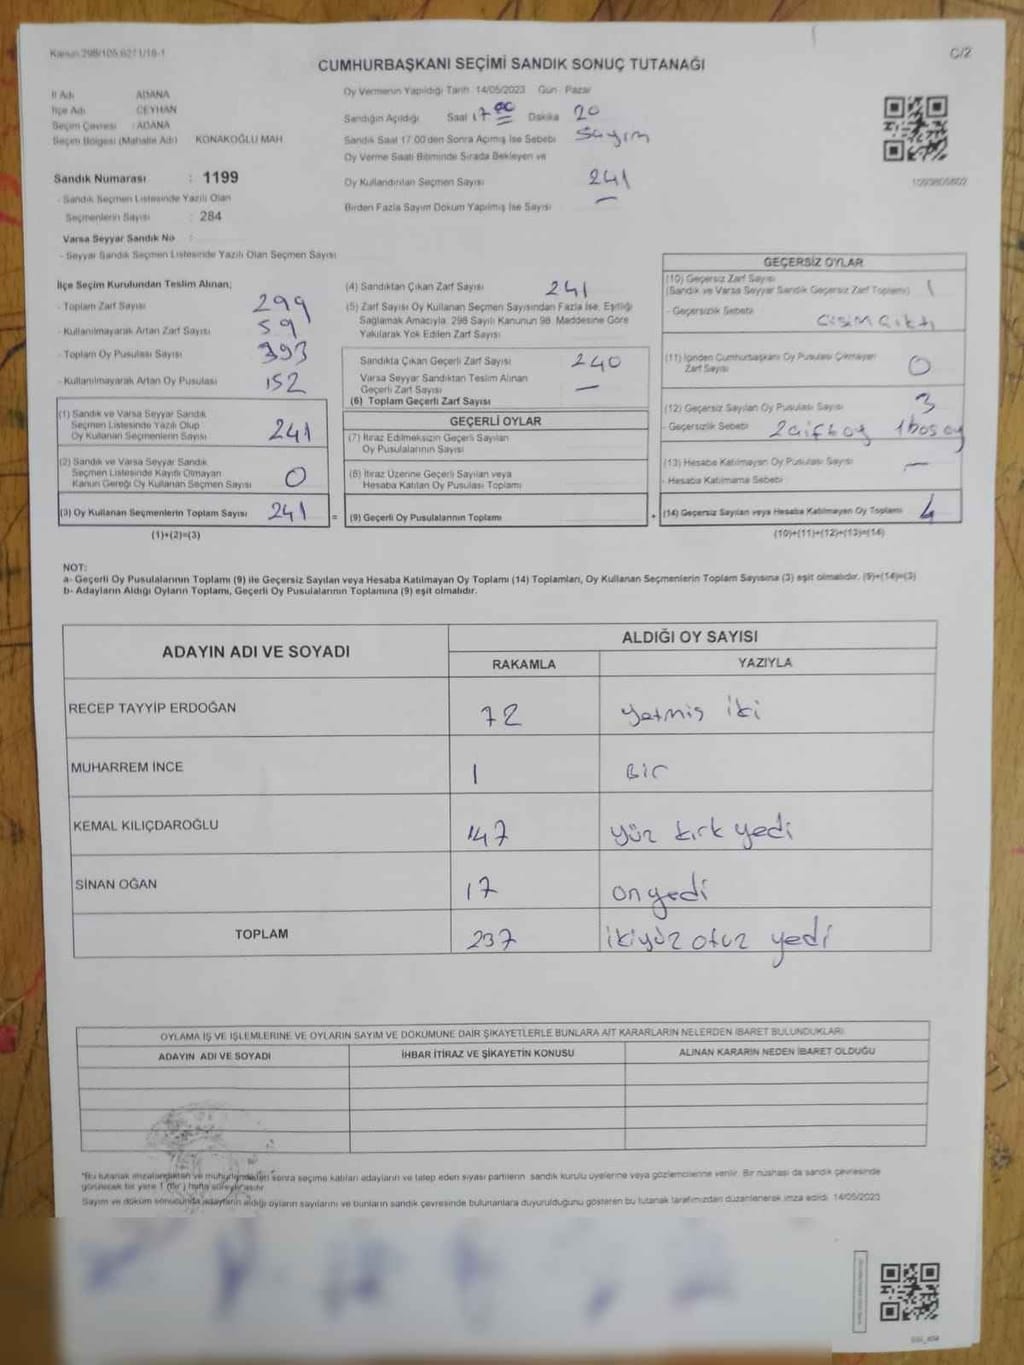 Kanun 298/105,6271/18-1
C/2
CUMHURBAŞKANI SEÇİMİ SANDIK SONUÇ TUTANAĞI
İl Adı ADANA
İlçe Adı CEYHAN
Seçim Çevresi : ADANA
Seçim Bölgesi (Mahalle Adı) KONAKOĞLU MAH
Sandık Numarası : 1199
- Sandık Seçmen Listesinde Yazılı Olan
Seçmenlerin Sayısı : 284
Varsa Seyyar Sandık No :
- Seyyar Sandık Seçmen Listesinde Yazılı Olan Seçmen Sayısı
Oy Vermenin Yapıldığı Tarih 14/05/2023 Gün Pazar
Sandığın Açıldığı Saat 17 00 Dakika 20
Sandık Saat 17:00'den Sonra Açılmış İse Sebebi Sayım
Oy Verme Saati Bitiminde Sırada Bekleyen ve
Oy Kullandırılan Seçmen Sayısı 241
Birden Fazla Sayım Döküm Yapılmış İse Sayısı —
İlçe Seçim Kurulundan Teslim Alınan;
- Toplam Zarf Sayısı 299
- Kullanılmayarak Artan Zarf Sayısı 59
- Toplam Oy Pusulası Sayısı 393
- Kullanılmayarak Artan Oy Pusulası 152
(1) Sandık ve Varsa Seyyar Sandık
Seçmen Listesinde Yazılı Olup
Oy Kullanan Seçmenlerin Sayısı 241
(2) Sandık ve Varsa Seyyar Sandık
Seçmen Listesinde Kayıtlı Olmayan
Kanun Gereği Oy Kullanan Seçmen Sayısı 0
(3) Oy Kullanan Seçmenlerin Toplam Sayısı 241
(1)+(2)=(3)
(4) Sandıktan Çıkan Zarf Sayısı 241
(5) Zarf Sayısı Oy Kullanan Seçmen Sayısından Fazla İse, Eşitliği
Sağlamak Amacıyla, 298 Sayılı Kanunun 98. Maddesine Göre
Yakılarak Yok Edilen Zarf Sayısı
Sandıkta Çıkan Geçerli Zarf Sayısı 240
Varsa Seyyar Sandıktan Teslim Alınan
Geçerli Zarf Sayısı —
(6) Toplam Geçerli Zarf Sayısı
GEÇERLİ OYLAR
(7) İtiraz Edilmeksizin Geçerli Sayılan
Oy Pusulalarının Sayısı
(8) İtiraz Üzerine Geçerli Sayılan veya
Hesaba Katılan Oy Pusulası Toplamı
= (9) Geçerli Oy Pusulalarının Toplamı
GEÇERSİZ OYLAR
(10) Geçersiz Zarf Sayısı
(Sandık ve Varsa Seyyar Sandık Geçersiz Zarf Toplamı) 1
- Geçersizlik Sebebi
cisim çıktı
(11) İçinden Cumhurbaşkanı Oy Pusulası Çıkmayan
Zarf Sayısı 0
(12) Geçersiz Sayılan Oy Pusulası Sayısı 3
- Geçersizlik Sebebi 2 çift oy 1 boş oy
(13) Hesaba Katılmayan Oy Pusulası Sayısı —
- Hesaba Katılmama Sebebi
+ (14) Geçersiz Sayılan veya Hesaba Katılmayan Oy Toplamı 4
(10)+(11)+(12)+(13)=(14)
NOT:
a- Geçerli Oy Pusulalarının Toplamı (9) ile Geçersiz Sayılan veya Hesaba Katılmayan Oy Toplamı (14) Toplamları, Oy Kullanan Seçmenlerin Toplam Sayısına (3) eşit olmalıdır. (9)+(14)=(3)
b- Adayların Aldığı Oyların Toplamı, Geçerli Oy Pusulalarının Toplamına (9) eşit olmalıdır.
ADAYIN ADI VE SOYADI ALDIĞI OY SAYISI
RAKAMLA YAZIYLA
RECEP TAYYİP ERDOĞAN 72 yetmiş iki
MUHARREM İNCE 1 Bir
KEMAL KILIÇDAROĞLU 147 yüz kırk yedi
SİNAN OĞAN 17 on yedi
TOPLAM 237 ikiyüz otuz yedi
OYLAMA İŞ VE İŞLEMLERİNE VE OYLARIN SAYIM VE DÖKÜMÜNE DAİR ŞİKAYETLERLE BUNLARA AİT KARARLARIN NELERDEN İBARET BULUNDUKLARI
ADAYIN ADI VE SOYADI İHBAR İTİRAZ VE ŞİKAYETİN KONUSU ALINAN KARARIN NEDEN İBARET OLDUĞU
*Bu tutanak imzalandıktan ve mühürlendikten sonra seçime katılan adayların ve talep eden siyasi partilerin sandık kurulu üyelerine veya gözlemcilerine verilir. Bir nüshası da sandık çevresinde
görülecek bir yere 1 (bir) hafta süreyle asılır
Sayım ve döküm sonucunda adayların aldığı oyların sayılarını ve bunların sandık çevresinde bulunanlara duyurulduğunu gösteren bu tutanak tarafımızdan düzenlenerek imza edildi. 14/05/2023